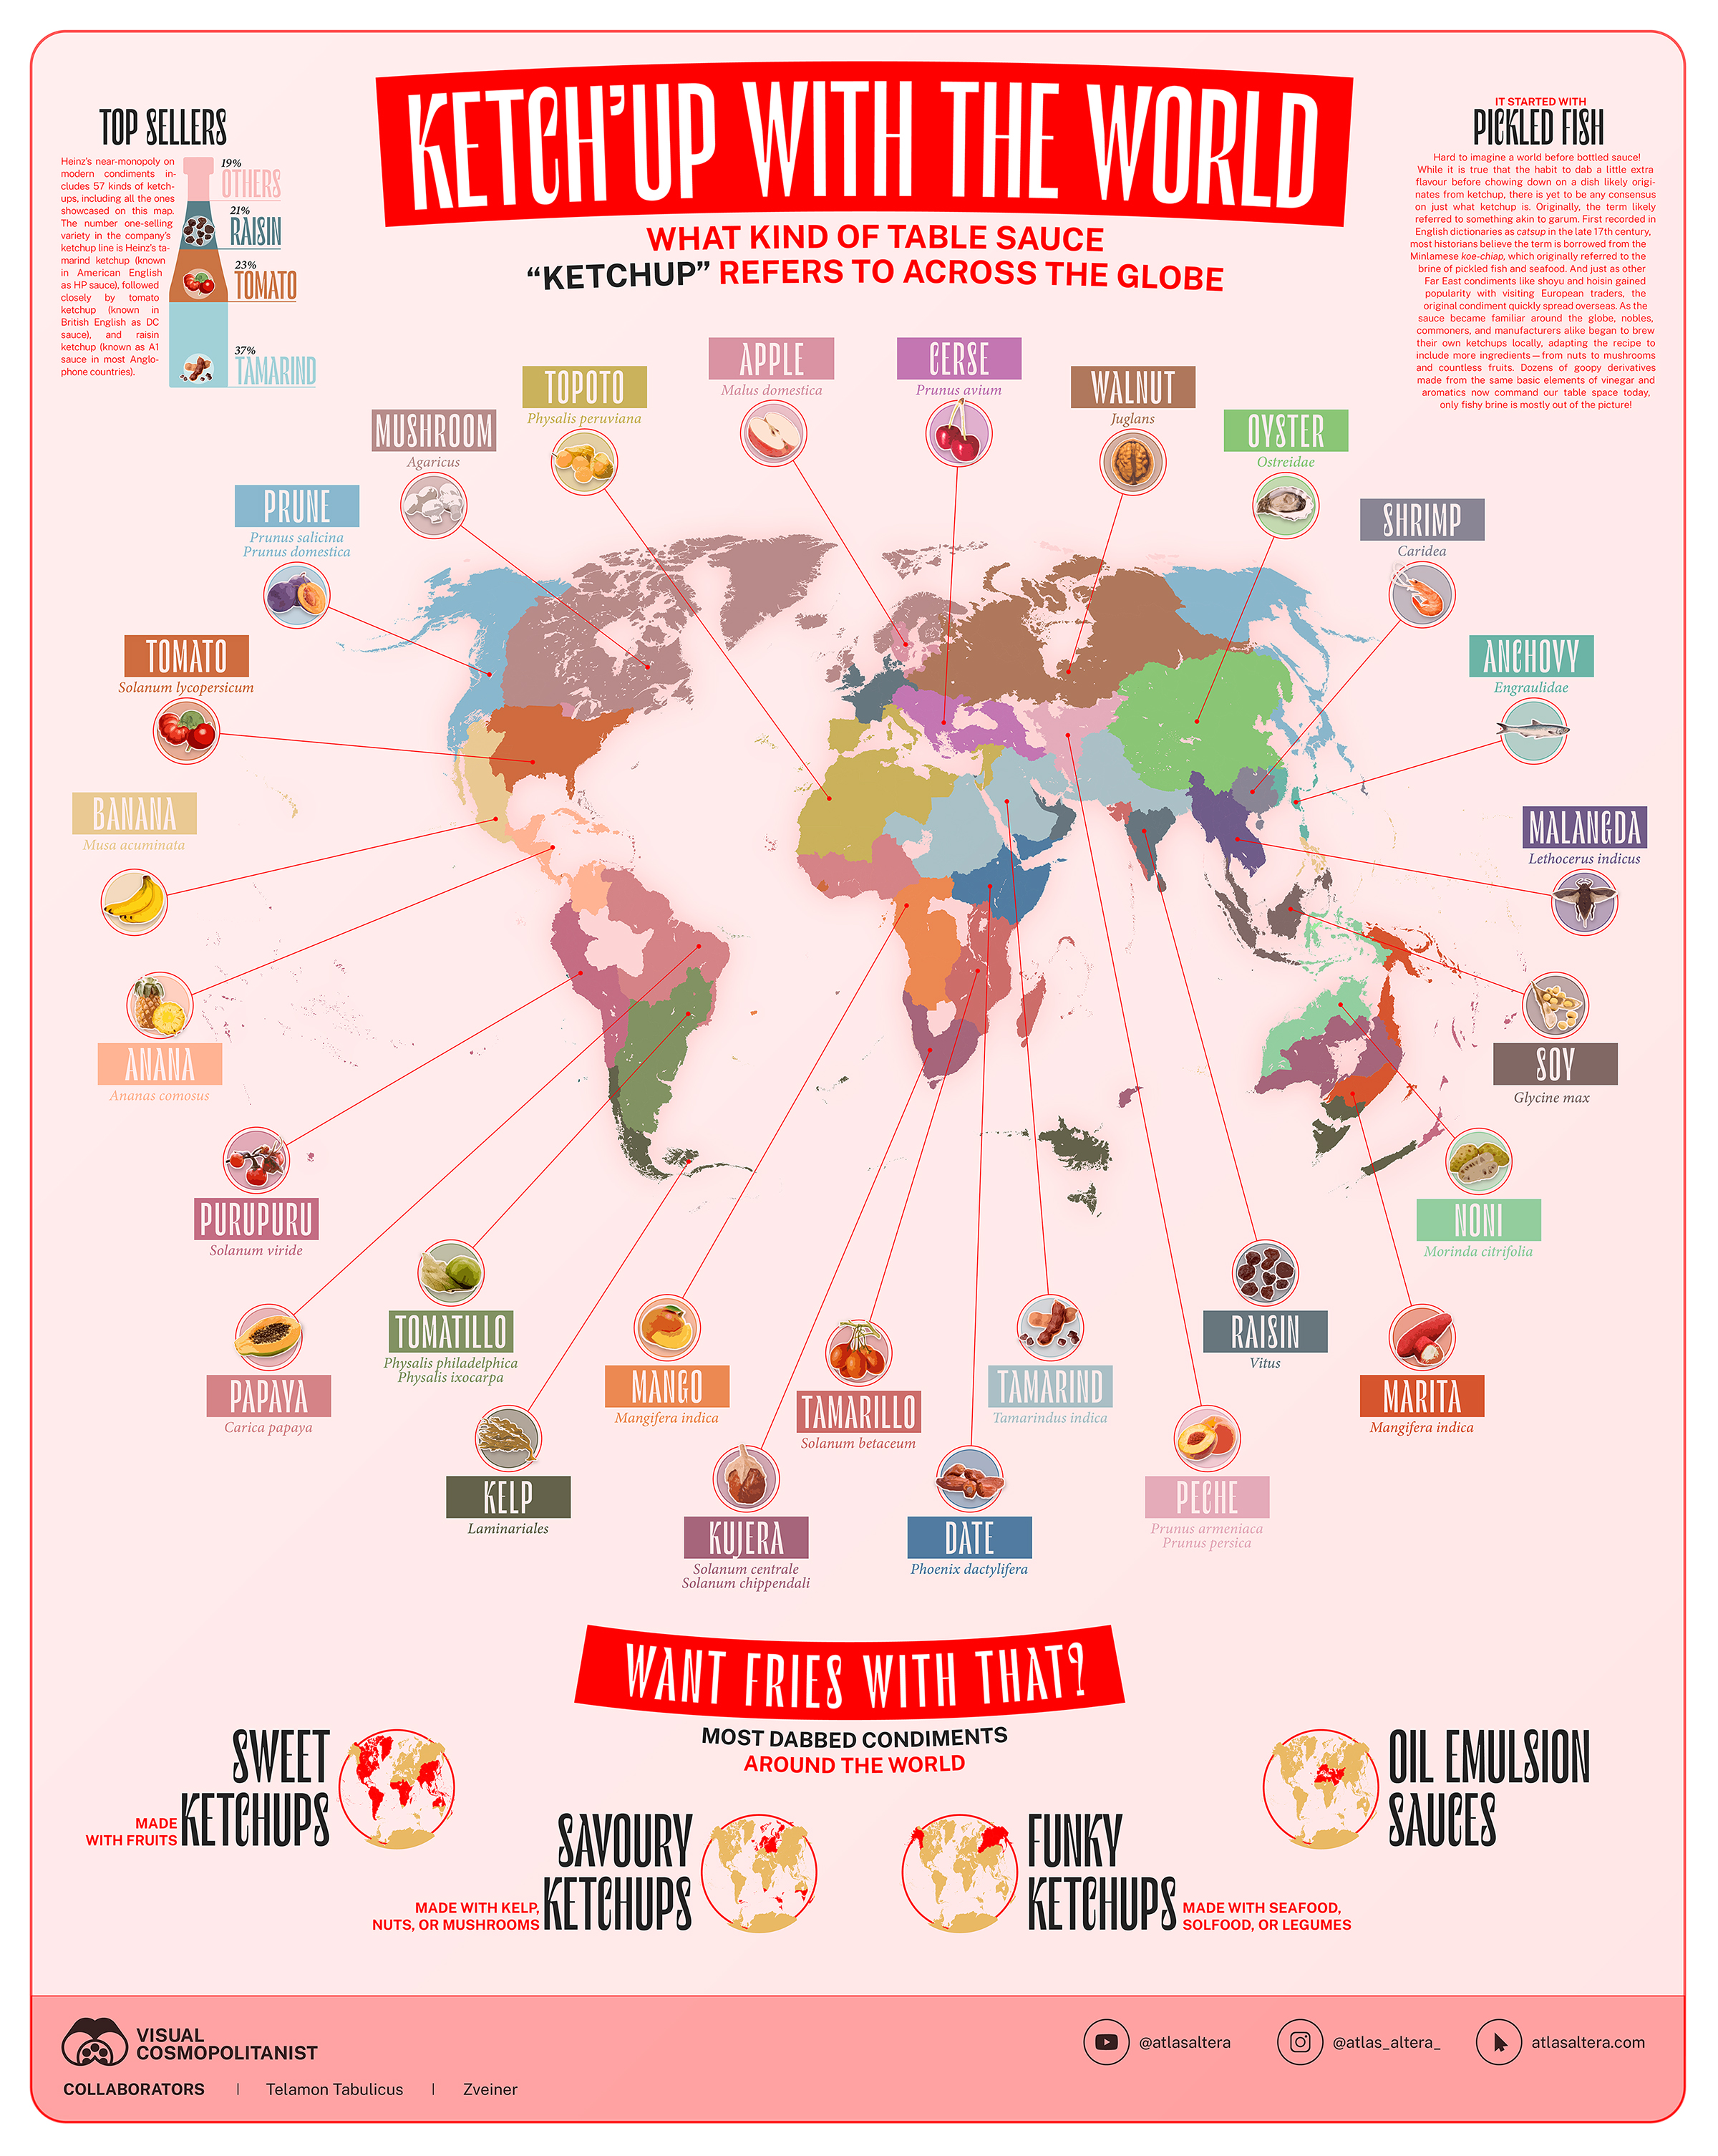 KETCH'UP WITH THE WORLD
WHAT KIND OF TABLE SAUCE
“KETCHUP” REFERS TO ACROSS THE GLOBE
TOP SELLERS
Heinz's near-monopoly on
modern condiments in-
cludes 57 kinds of ketch-
ups, including all the ones
showcased on this map.
The number one-selling
variety in the company's
ketchup line is Heinz's ta-
marind ketchup (known
in American English
as HP sauce), followed
closely by tomato
ketchup (known in
British English as DC
sauce), and raisin
ketchup (known as A1
sauce in most Anglo-
phone countries).
19%
OTHERS
21%
RAISIN
23%
TOMATO
37%
TAMARIND
IT STARTED WITH
PICKLED FISH
Hard to imagine a world before bottled sauce!
While it is true that the habit to dab a little extra
flavour before chowing down on a dish likely origi-
nates from ketchup, there is yet to be any consensus
on just what ketchup is. Originally, the term likely
referred to something akin to garum. First recorded in
English dictionaries as catsup in the late 17th century,
most historians believe the term is borrowed from the
Minlamese koe-chiap, which originally referred to the
brine of pickled fish and seafood. And just as other
Far East condiments like shoyu and hoisin gained
popularity with visiting European traders, the
original condiment quickly spread overseas. As the
sauce became familiar around the globe, nobles,
commoners, and manufacturers alike began to brew
their own ketchups locally, adapting the recipe to
include more ingredients—from nuts to mushrooms
and countless fruits. Dozens of goopy derivatives
made from the same basic elements of vinegar and
aromatics now command our table space today,
only fishy brine is mostly out of the picture!
APPLE
Malus domestica
CERSE
Prunus avium
TOPOTO
Physalis peruviana
WALNUT
Juglans
MUSHROOM
Agaricus
OYSTER
Ostreidae
PRUNE
Prunus salicina
Prunus domestica
SHRIMP
Caridea
TOMATO
Solanum lycopersicum
ANCHOVY
Engraulidae
BANANA
Musa acuminata
MALANGDA
Lethocerus indicus
ANANA
Ananas comosus
SOY
Glycine max
PURUPURU
Solanum viride
NONI
Morinda citrifolia
TOMATILLO
Physalis philadelphica
Physalis ixocarpa
RAISIN
Vitus
PAPAYA
Carica papaya
MANGO
Mangifera indica
TAMARILLO
Solanum betaceum
TAMARIND
Tamarindus indica
MARITA
Mangifera indica
KELP
Laminariales
KUJERA
Solanum centrale
Solanum chippendali
DATE
Phoenix dactylifera
PECHE
Prunus armeniaca
Prunus persica
WANT FRIES WITH THAT?
MOST DABBED CONDIMENTS
AROUND THE WORLD
SWEET
KETCHUPS
MADE
WITH FRUITS
SAVOURY
KETCHUPS
MADE WITH KELP,
NUTS, OR MUSHROOMS
FUNKY
KETCHUPS
MADE WITH SEAFOOD,
SOLFOOD, OR LEGUMES
OIL EMULSION
SAUCES
VISUAL
COSMOPOLITANIST
COLLABORATORS | Telamon Tabulicus | Zveiner
@atlasaltera
@atlas_altera_
atlasaltera.com